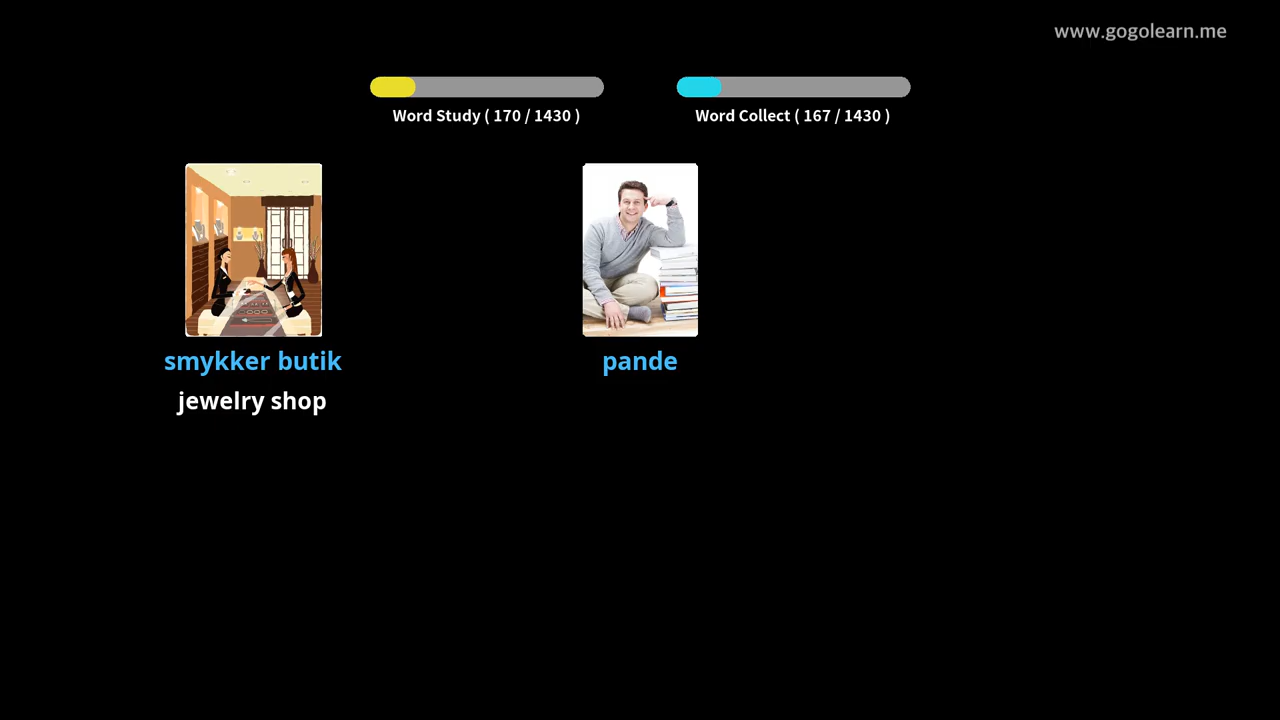 www.gogolearn.me
Word Study ( 170 / 1430 )
Word Collect ( 167 / 1430 )
smykker butik
jewelry shop
pande